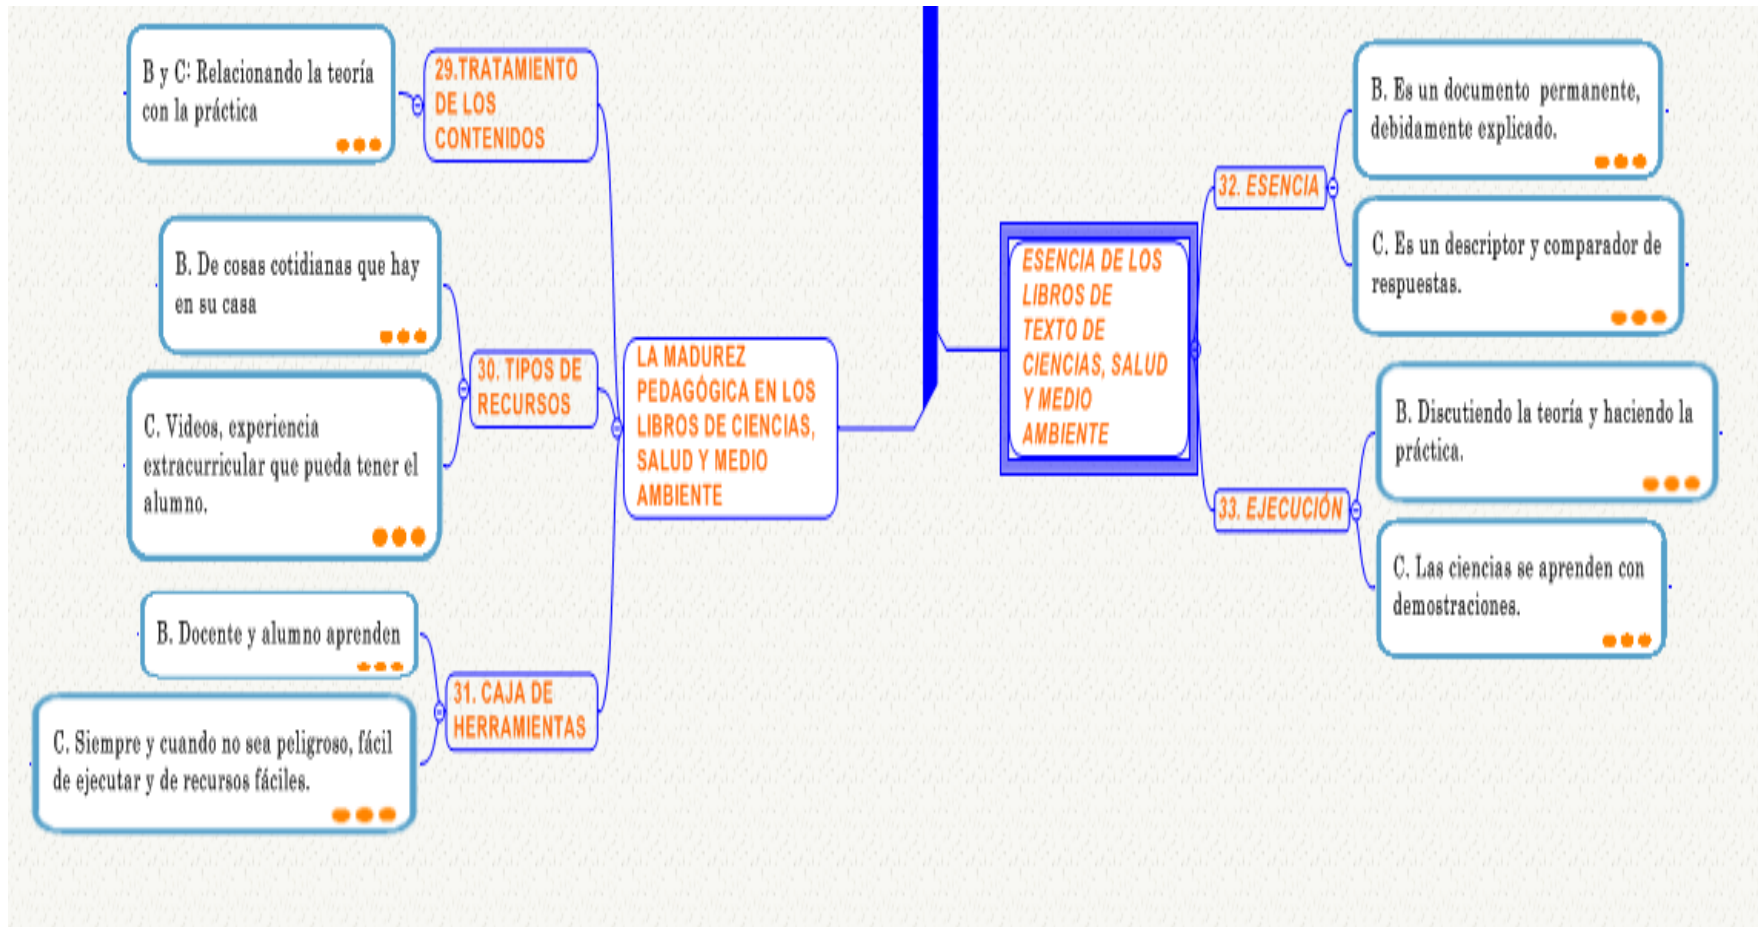 B y C: Relacionando la teoría
con la práctica
29.TRATAMIENTO
DE LOS
CONTENIDOS
B. De cosas cotidianas que hay
en su casa
C. Videos, experiencia
extracurricular que pueda tener el
alumno.
30. TIPOS DE
RECURSOS
B. Docente y alumno aprenden
C. Siempre y cuando no sea peligroso, fácil
de ejecutar y de recursos fáciles.
31. CAJA DE
HERRAMIENTAS
LA MADUREZ
PEDAGÓGICA EN LOS
LIBROS DE CIENCIAS,
SALUD Y MEDIO
AMBIENTE
ESENCIA DE LOS
LIBROS DE
TEXTO DE
CIENCIAS, SALUD
Y MEDIO
AMBIENTE
32. ESENCIA
B. Es un documento permanente,
debidamente explicado.
C. Es un descriptor y comparador de
respuestas.
33. EJECUCIÓN
B. Discutiendo la teoría y haciendo la
práctica.
C. Las ciencias se aprenden con
demostraciones.